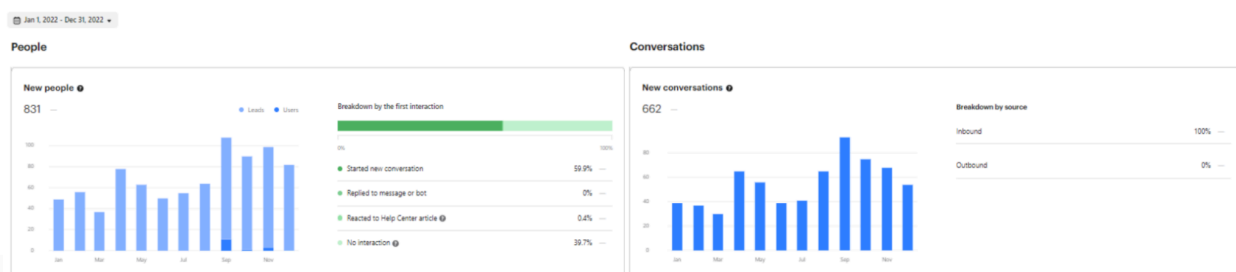 Jan 1, 2022 - Dec 31, 2022
People
Conversations
New people
831 —
Leads Users
100
80
60
40
20
0
Jan Mar May Jul Sep Nov
Breakdown by the first interaction
0% 100%
Started new conversation 59.9% —
Replied to message or bot 0% —
Reacted to Help Center article 0.4% —
No interaction 39.7% —
New conversations
662 —
80
60
40
20
0
Jan Mar May Jul Sep Nov
Breakdown by source
Inbound 100% —
Outbound 0% —